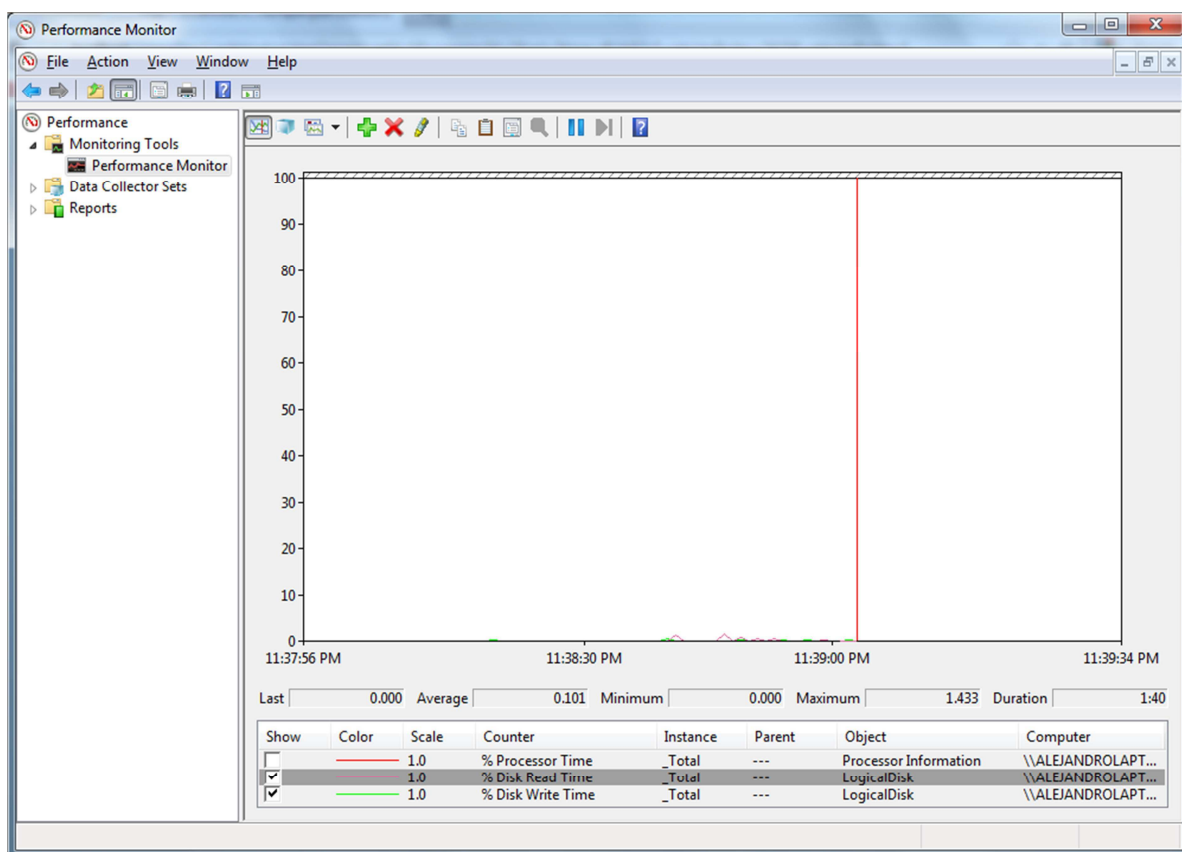 Performance Monitor
File Action View Window Help
Performance
Monitoring Tools
Performance Monitor
Data Collector Sets
Reports
100
90
80
70
60
50
40
30
20
10
0
11:37:56 PM 11:38:30 PM 11:39:00 PM 11:39:34 PM
Last 0.000 Average 0.101 Minimum 0.000 Maximum 1.433 Duration 1:40
Show Color Scale Counter Instance Parent Object Computer
1.0 % Processor Time _Total --- Processor Information \\ALEJANDROLAPT...
1.0 % Disk Read Time _Total --- LogicalDisk \\ALEJANDROLAPT...
1.0 % Disk Write Time _Total --- LogicalDisk \\ALEJANDROLAPT...